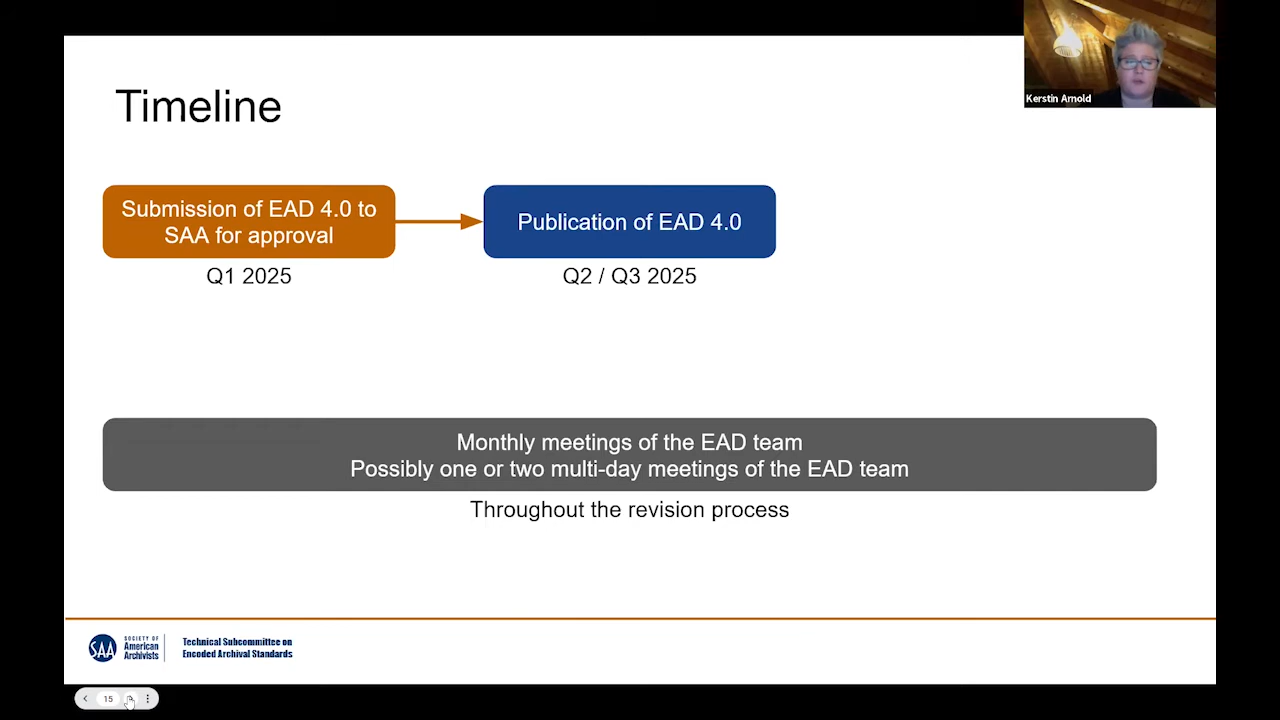 Kerstin Arnold
Timeline
Submission of EAD 4.0 to
SAA for approval
Publication of EAD 4.0
Q1 2025
Q2 / Q3 2025
Monthly meetings of the EAD team
Possibly one or two multi-day meetings of the EAD team
Throughout the revision process
SAA
SOCIETY OF
American
Archivists
Technical Subcommittee on
Encoded Archival Standards
15